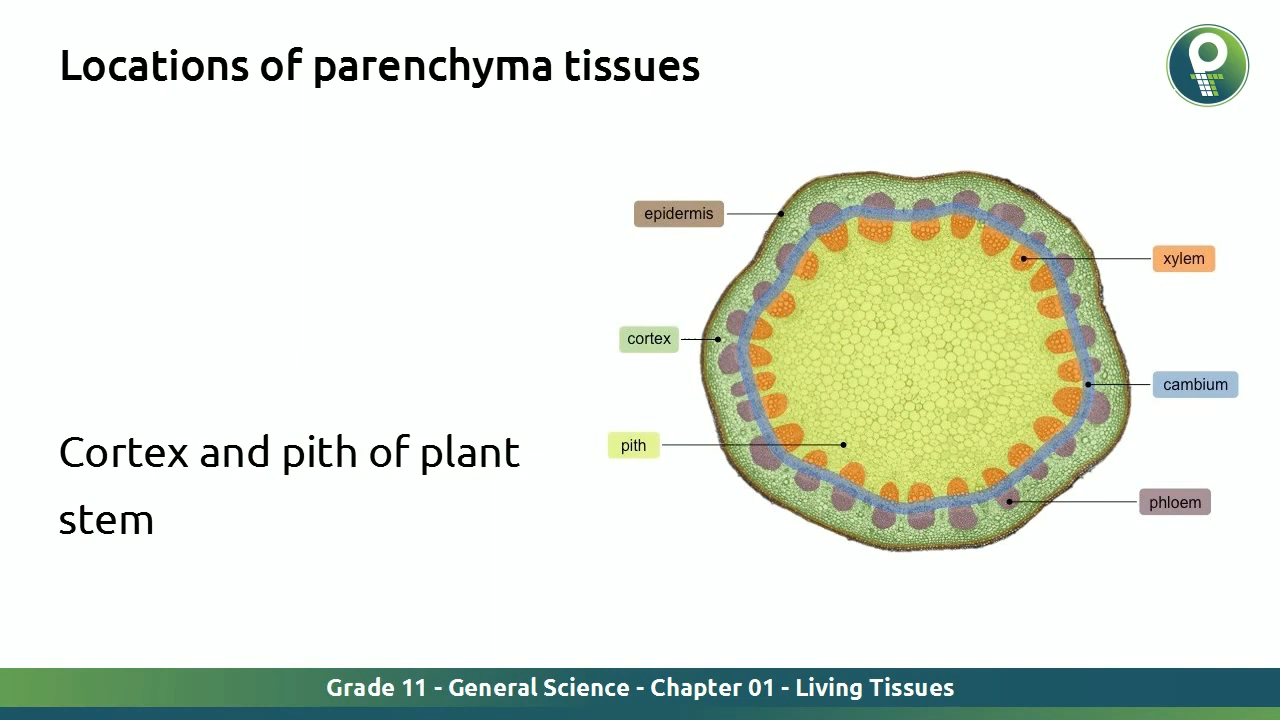 Locations of parenchyma tissues
epidermis
xylem
cortex
cambium
pith
Cortex and pith of plant
stem
phloem
Grade 11 - General Science - Chapter 01 - Living Tissues